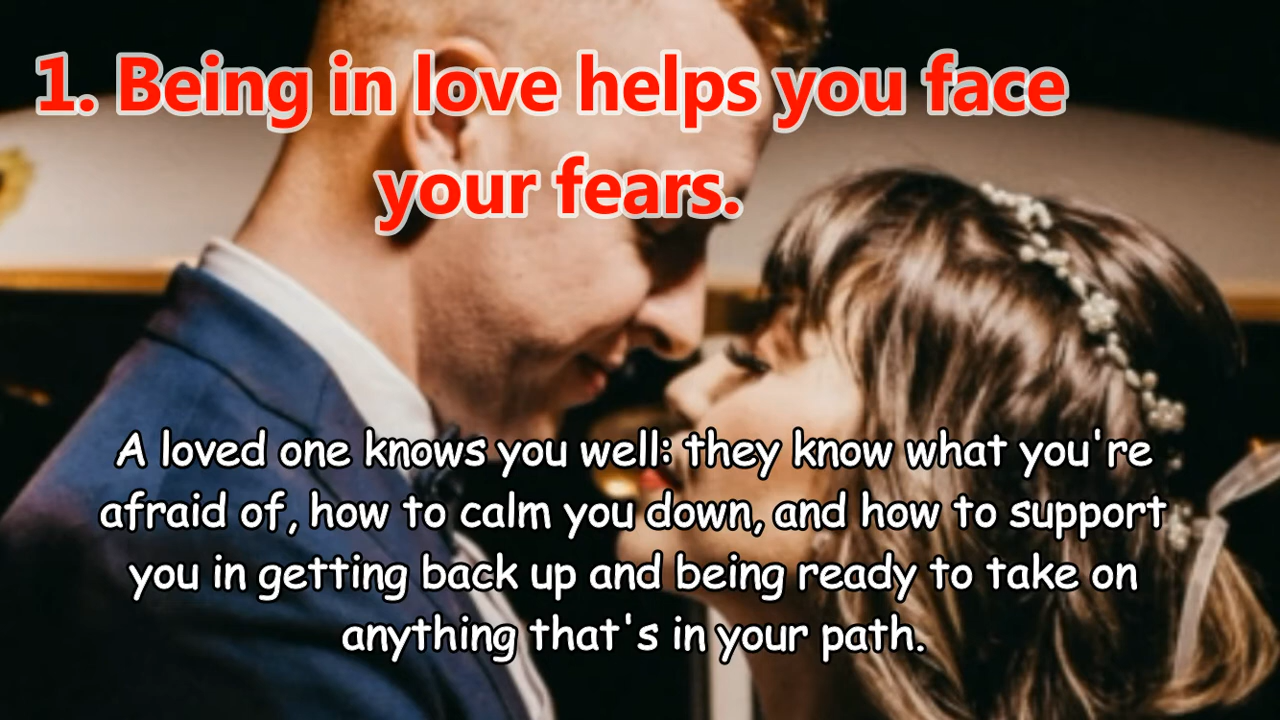 1. Being in love helps you face
your fears.
A loved one knows you well: they know what you're
afraid of, how to calm you down, and how to support
you in getting back up and being ready to take on
anything that's in your path.